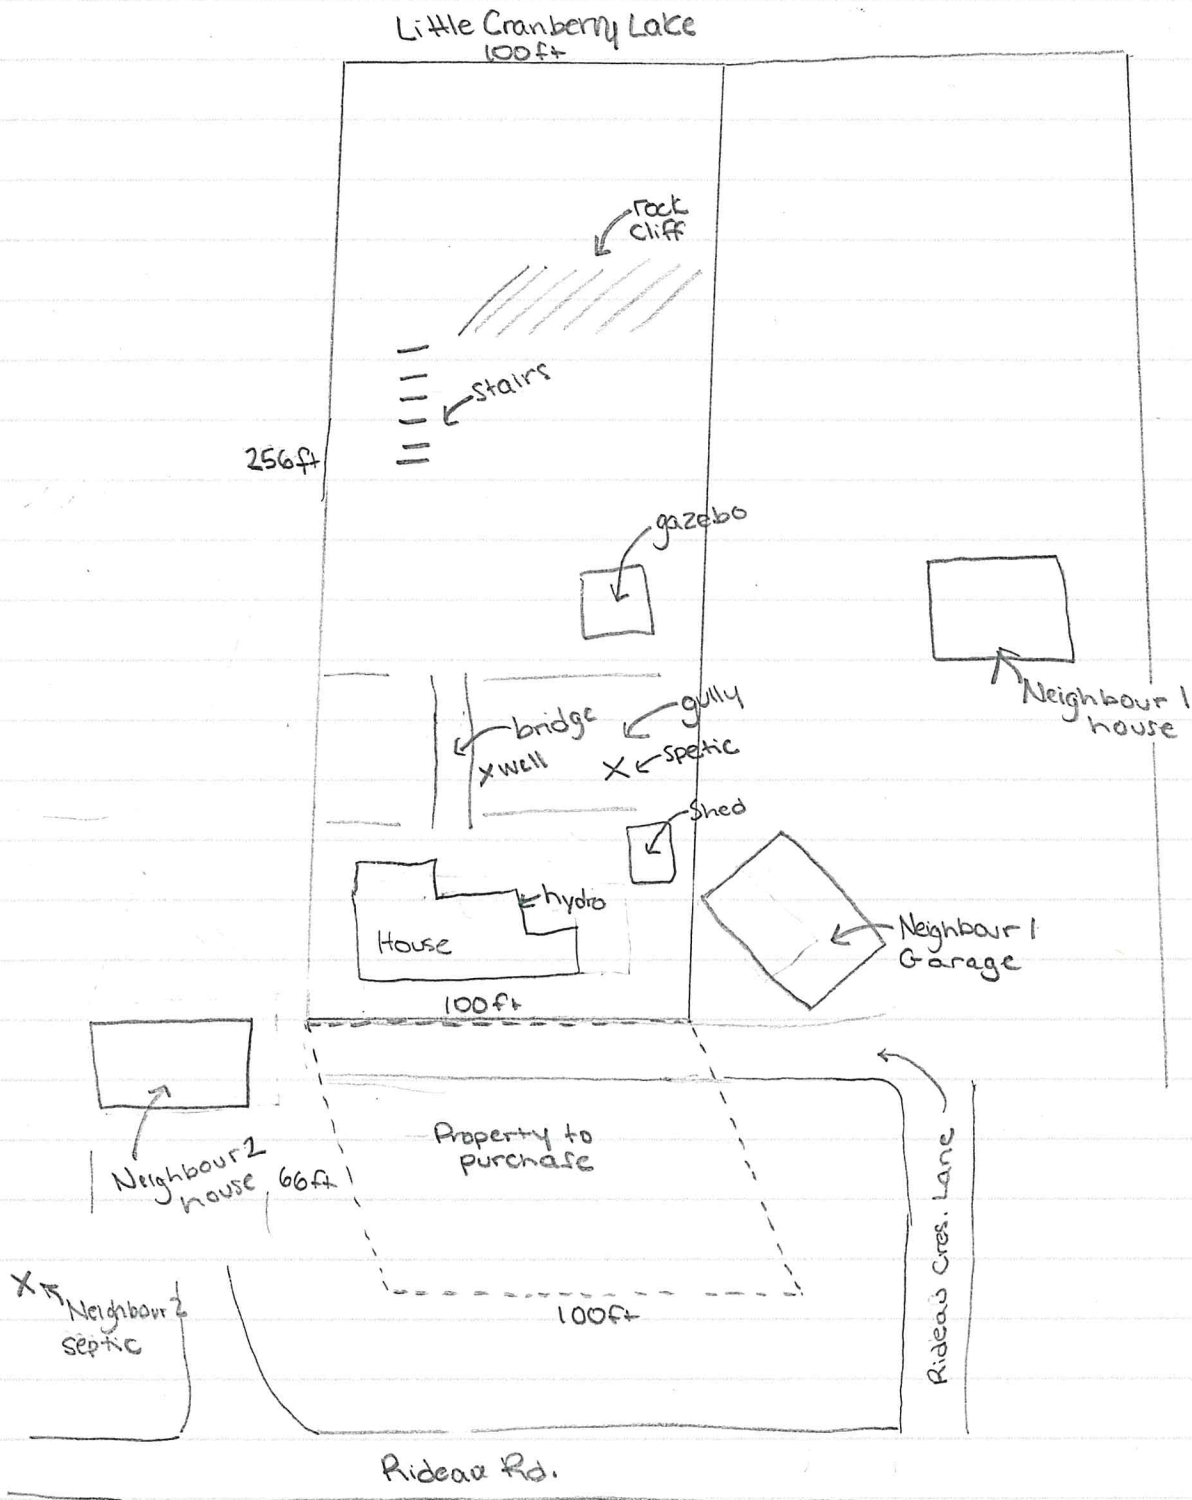 Little Cranberry Lake
100ft
rock
cliff
stairs
256ft
gazebo
Neighbour 1
house
gully
bridge
x well
X spetic
shed
hydro
House
Neighbour 1
Garage
100ft
Property to
purchase
Neighbour 2
house
66ft
Rideau Cres. Lane
X
Neighbour 2
septic
100ft
Rideau Rd.